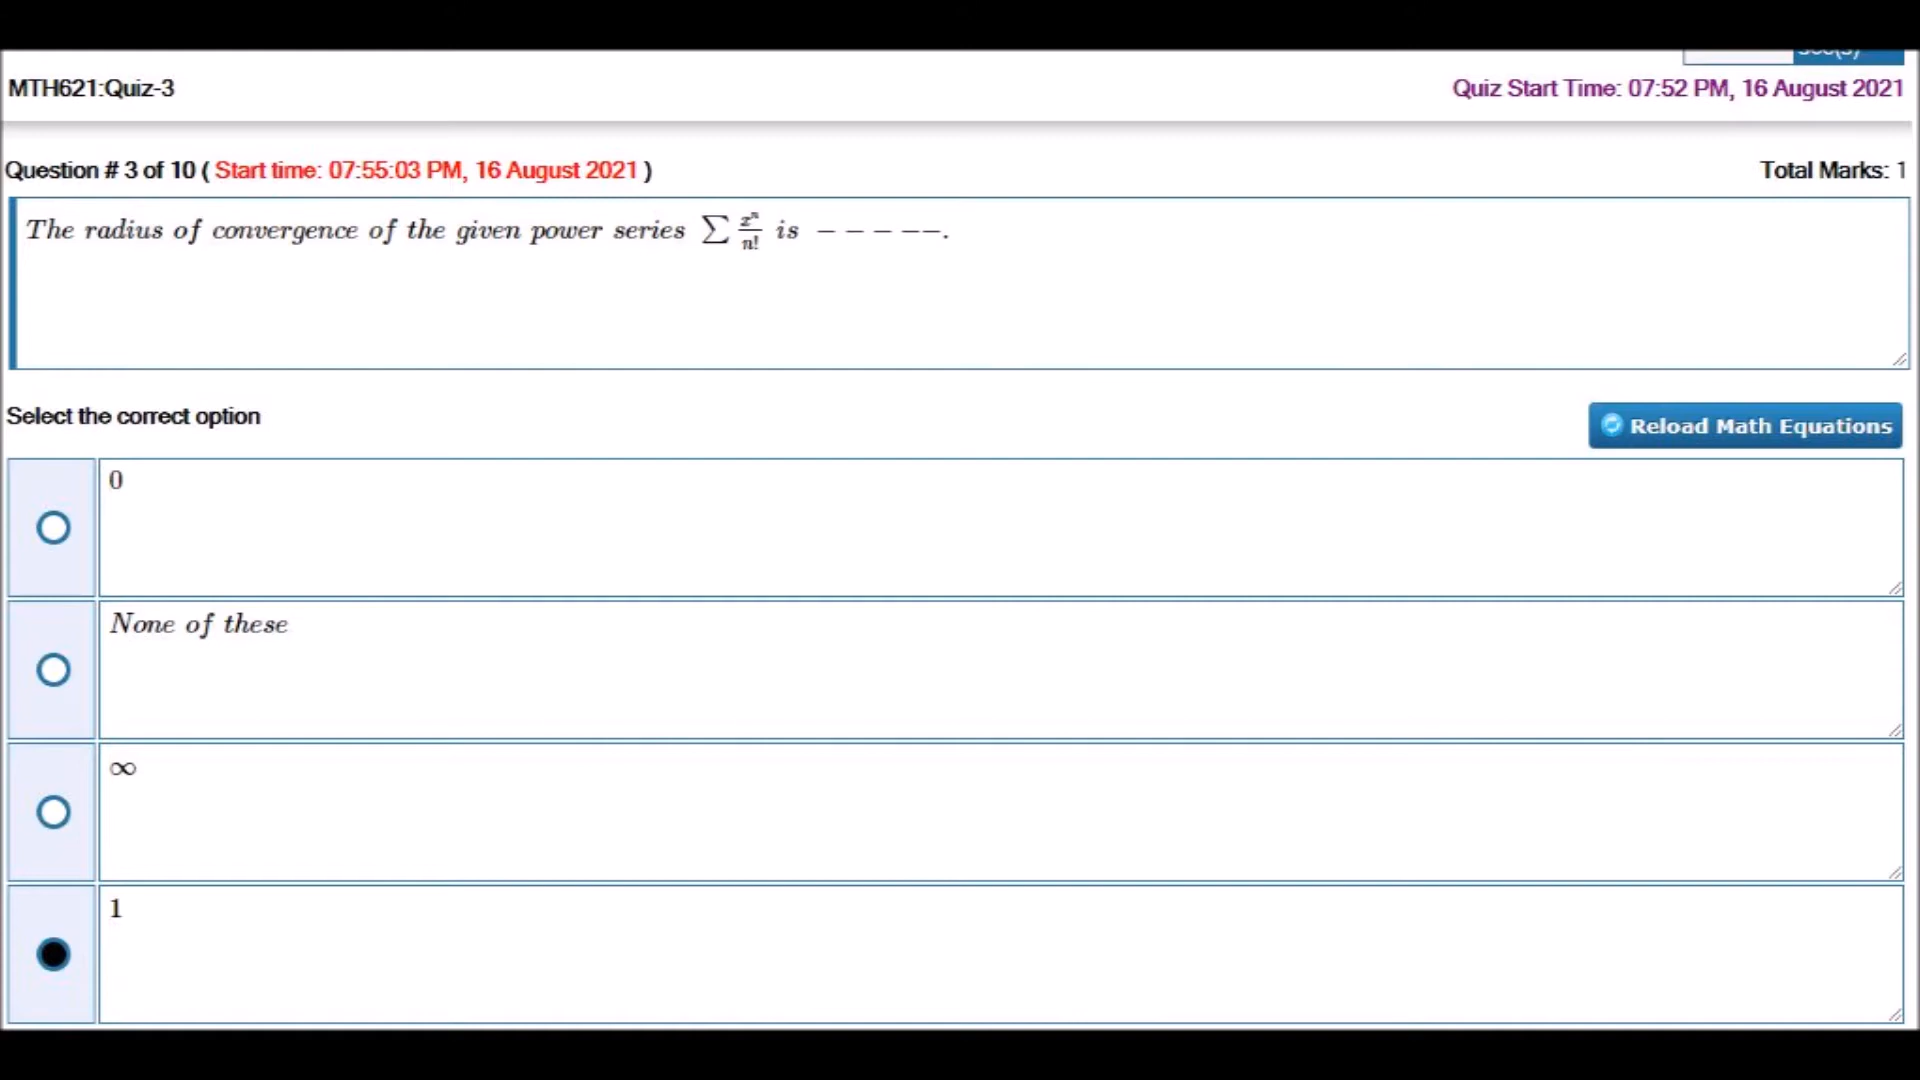 MTH621:Quiz-3
Quiz Start Time: 07:52 PM, 16 August 2021
Question # 3 of 10 ( Start time: 07:55:03 PM, 16 August 2021 )
Total Marks: 1
The radius of convergence of the given power series ∑ zⁿ/n! is − − − − −−.
Select the correct option
Reload Math Equations
0
None of these
∞
1